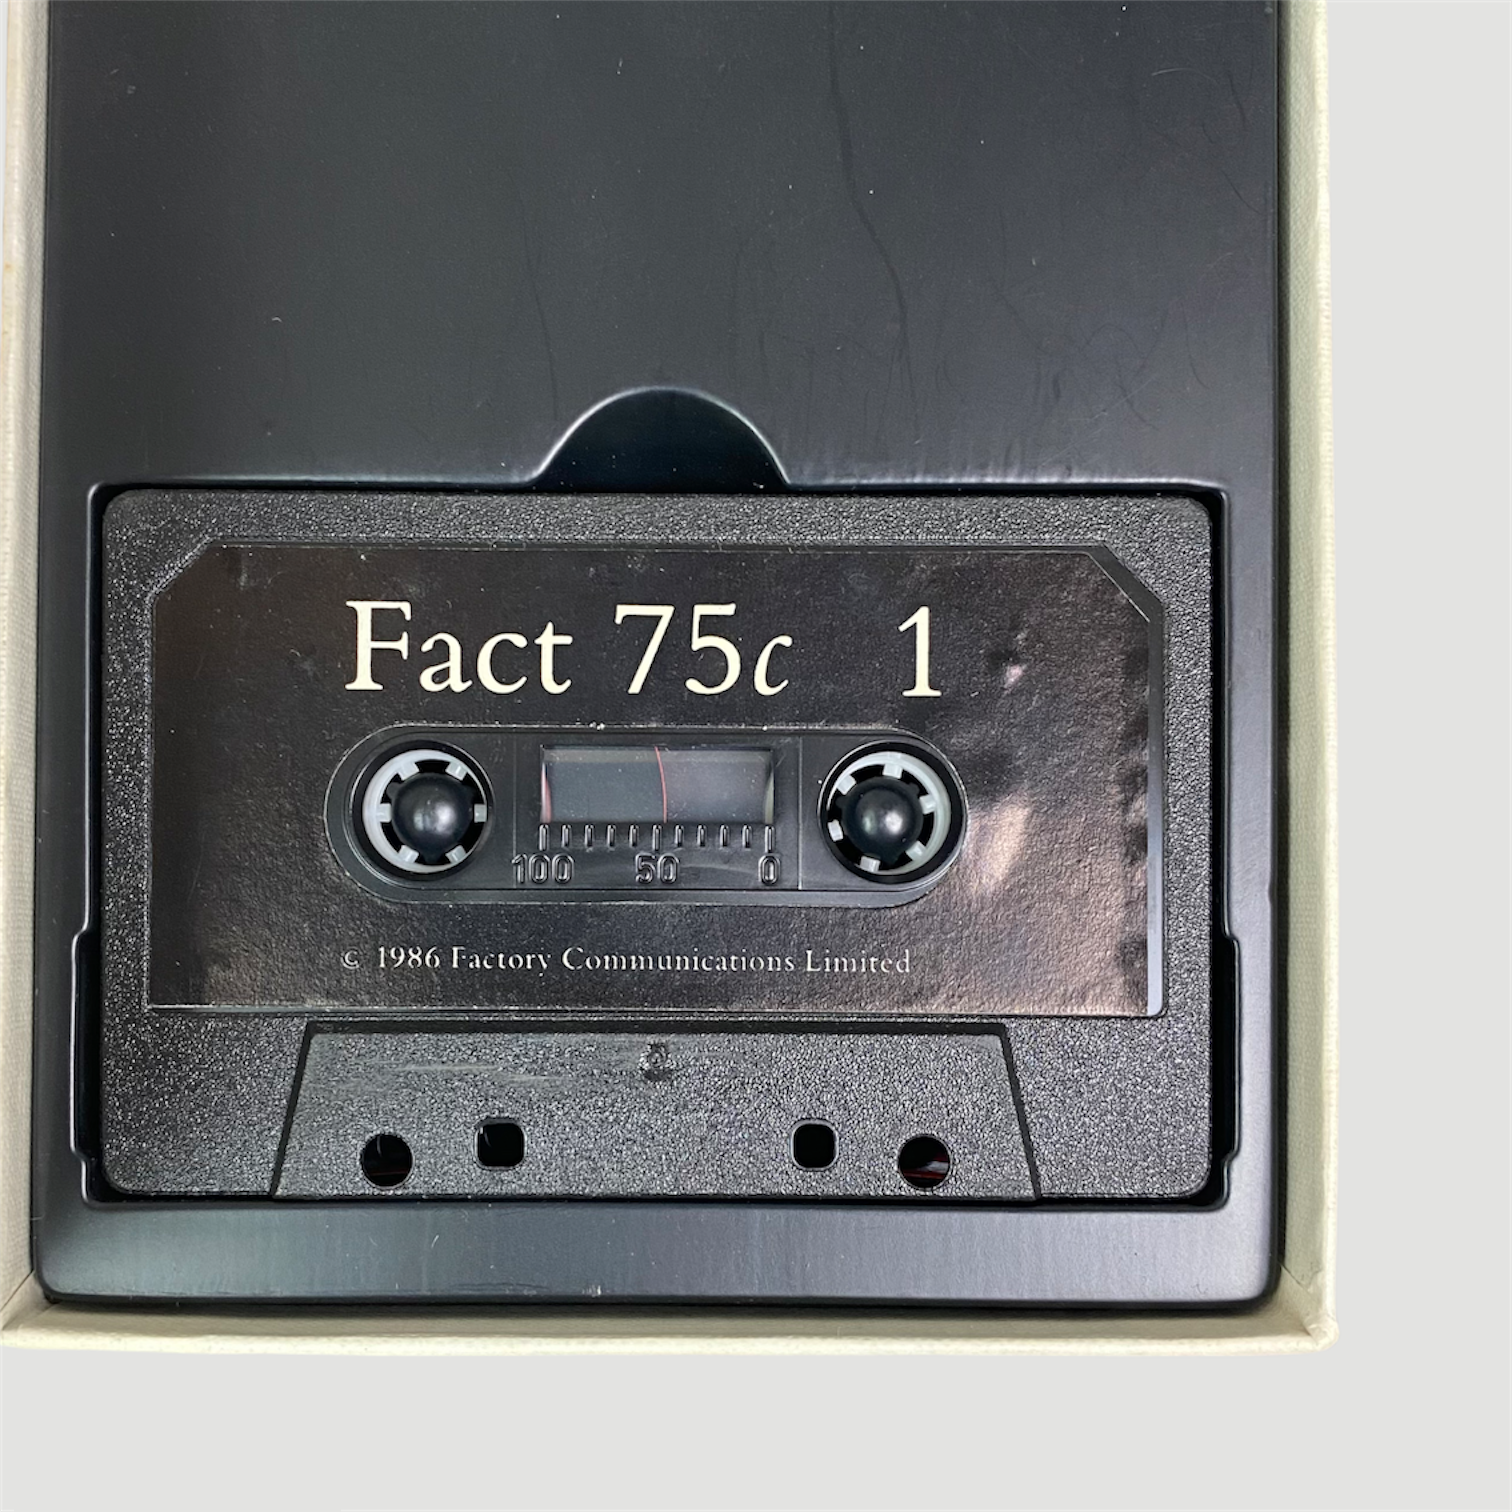 Fact 75c 1
100 50 0
© 1986 Factory Communications Limited